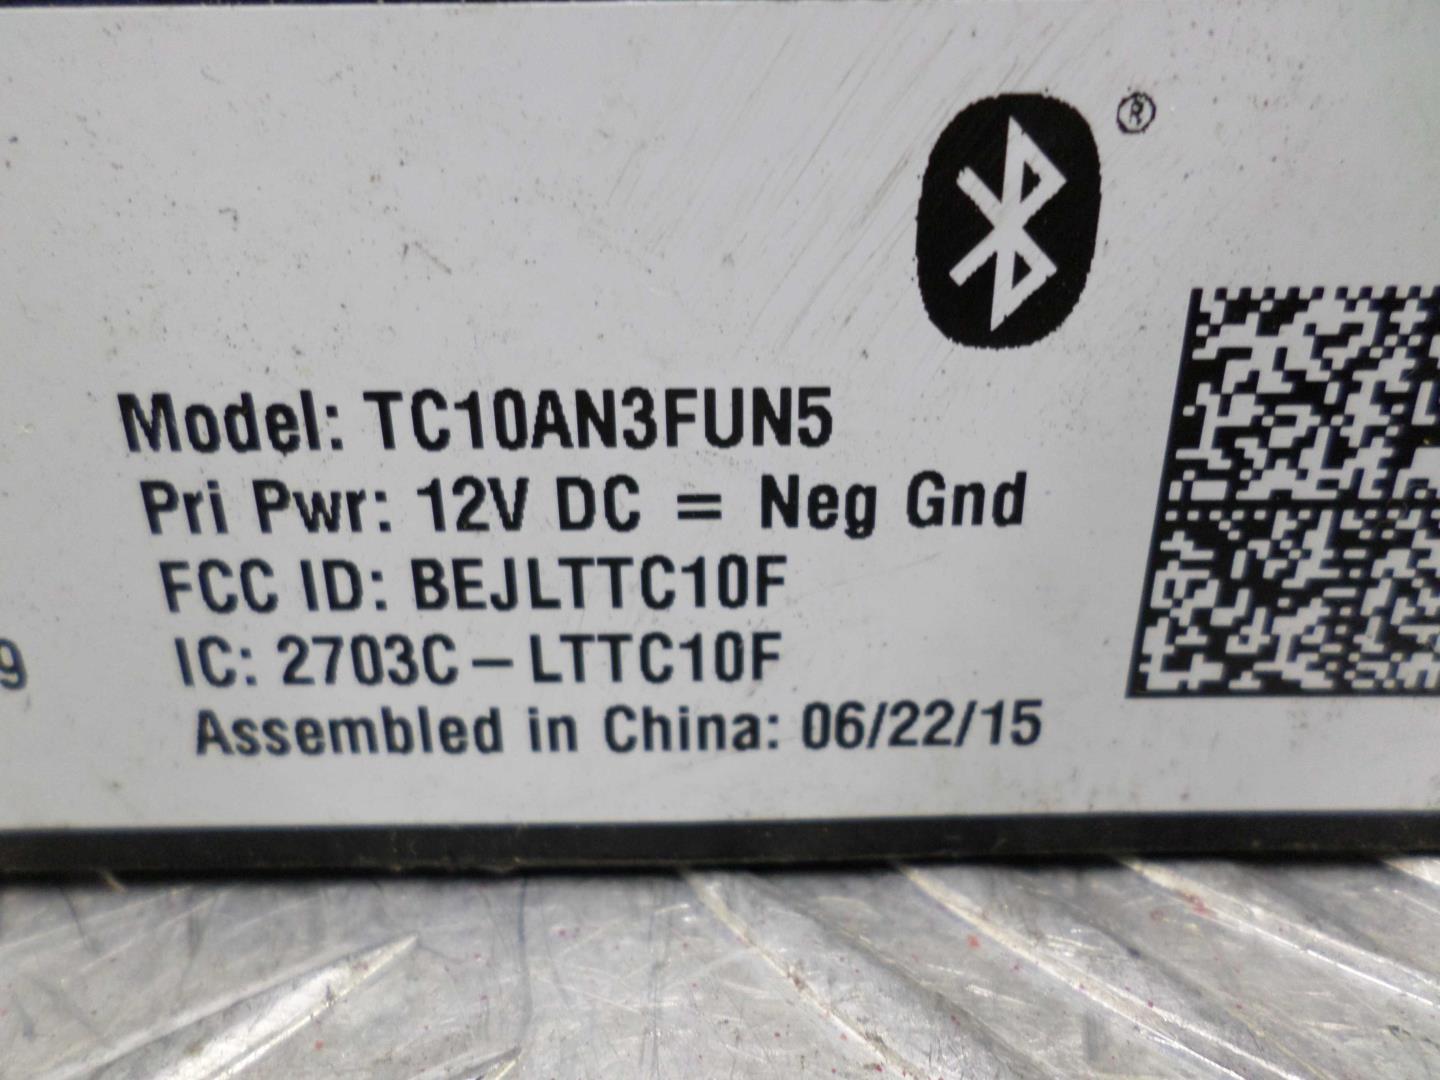 ®
Model: TC10AN3FUN5
Pri Pwr: 12V DC = Neg Gnd
FCC ID: BEJLTTC10F
9
IC: 2703C – LTTC10F
Assembled in China: 06/22/15